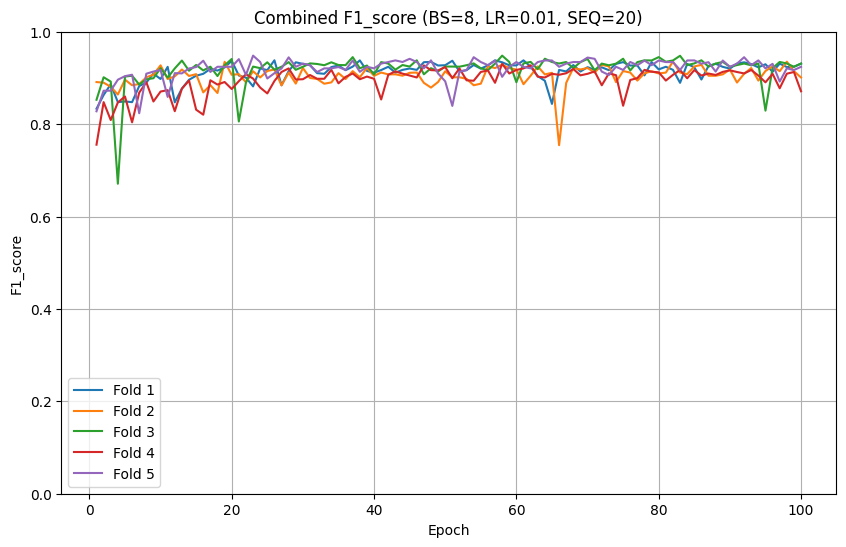 Combined F1_score (BS=8, LR=0.01, SEQ=20)
F1_score
1.0
0.8
0.6
0.4
0.2
0.0
Fold 1
Fold 2
Fold 3
Fold 4
Fold 5
0 20 40 60 80 100
Epoch